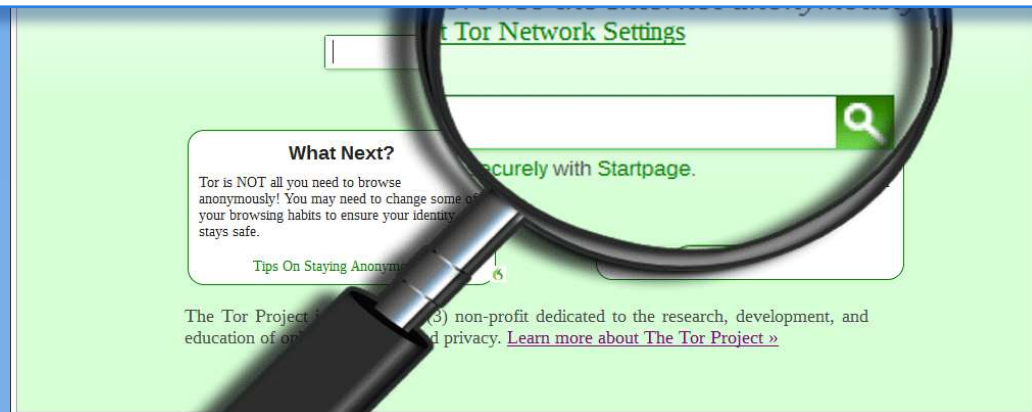 t Tor Network Settings
ecurely with Startpage.
What Next?
Tor is NOT all you need to browse
anonymously! You may need to change some of
your browsing habits to ensure your identity
stays safe.
Tips On Staying Anonym
The Tor Project (3) non-profit dedicated to the research, development, and
education of d privacy. Learn more about The Tor Project »